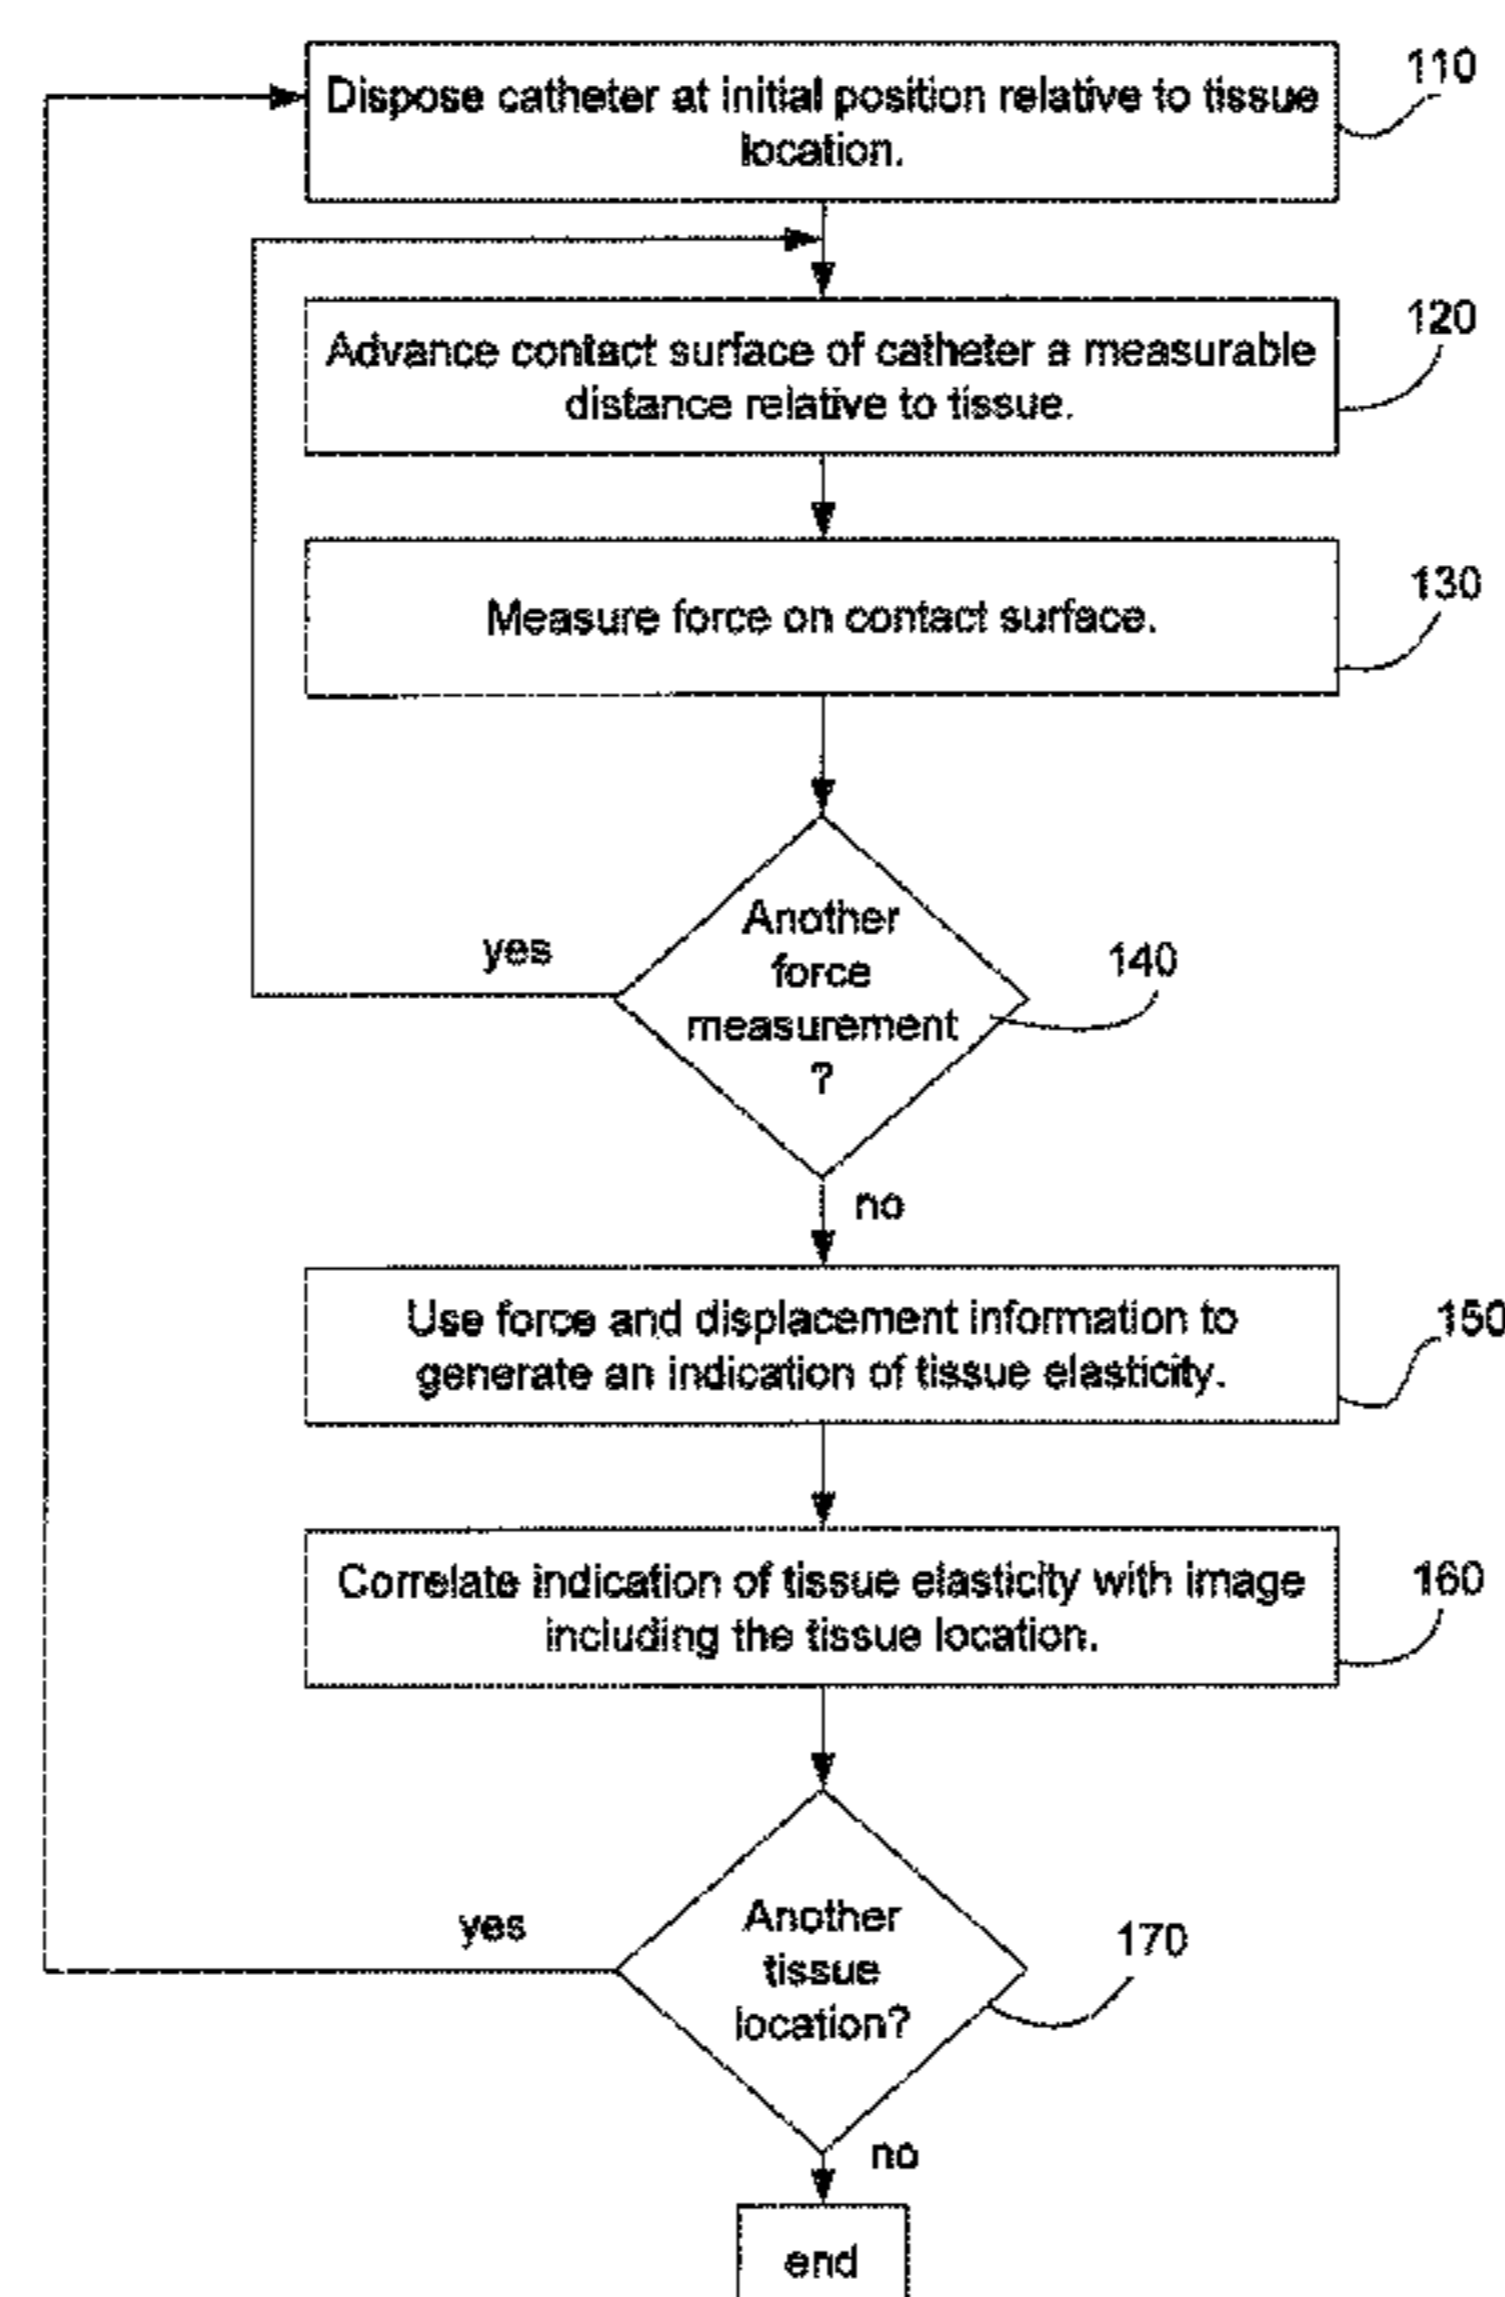 110
Dispose catheter at initial position relative to tissue
location.
120
Advance contact surface of catheter a measurable
distance relative to tissue.
130
Measure force on contact surface.
Another
force
measurement
?
yes
140
no
150
Use force and displacement information to
generate an indication of tissue elasticity.
160
Correlate indication of tissue elasticity with image
including the tissue location.
Another
tissue
location?
yes
170
no
end